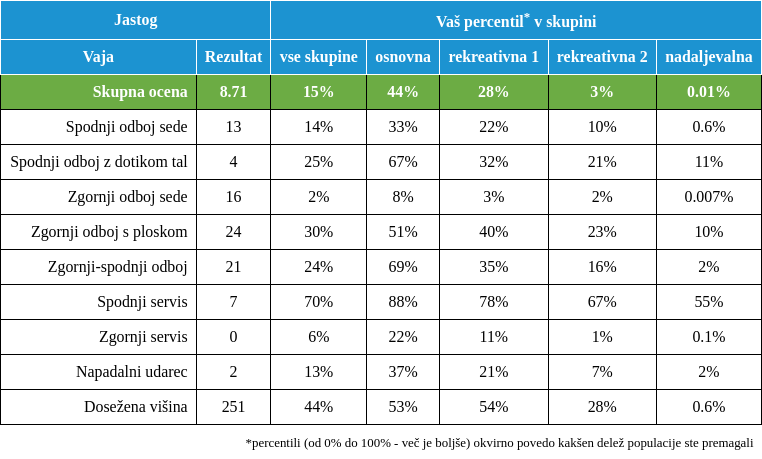 Jastog Vaš percentil* v skupini
Vaja Rezultat vse skupine osnovna rekreativna 1 rekreativna 2 nadaljevalna
Skupna ocena 8.71 15% 44% 28% 3% 0.01%
Spodnji odboj sede 13 14% 33% 22% 10% 0.6%
Spodnji odboj z dotikom tal 4 25% 67% 32% 21% 11%
Zgornji odboj sede 16 2% 8% 3% 2% 0.007%
Zgornji odboj s ploskom 24 30% 51% 40% 23% 10%
Zgornji-spodnji odboj 21 24% 69% 35% 16% 2%
Spodnji servis 7 70% 88% 78% 67% 55%
Zgornji servis 0 6% 22% 11% 1% 0.1%
Napadalni udarec 2 13% 37% 21% 7% 2%
Dosežena višina 251 44% 53% 54% 28% 0.6%
*percentili (od 0% do 100% - več je boljše) okvirno povedo kakšen delež populacije ste premagali